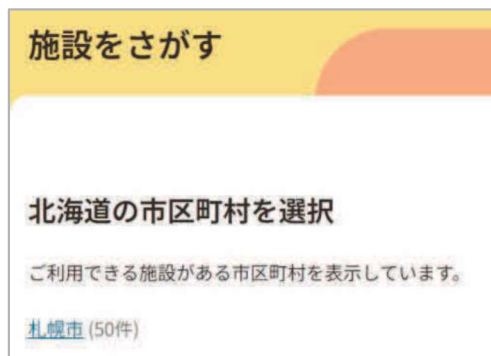 施設をさがす
北海道の市区町村を選択
ご利用できる施設がある市区町村を表示しています。
札幌市 (50件)